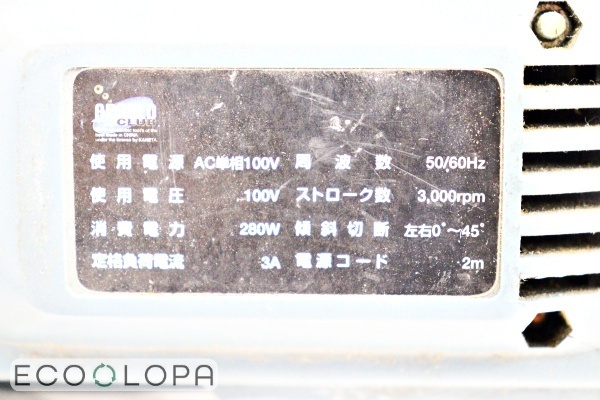 CLUB
使用電源 AC単相100V 周波数 50/60Hz
使用電圧 100V ストローク数 3,000rpm
消費電力 280W 傾斜切断 左右0°～45°
定格負荷電流 3A 電源コード 2m
ECOOLOPA